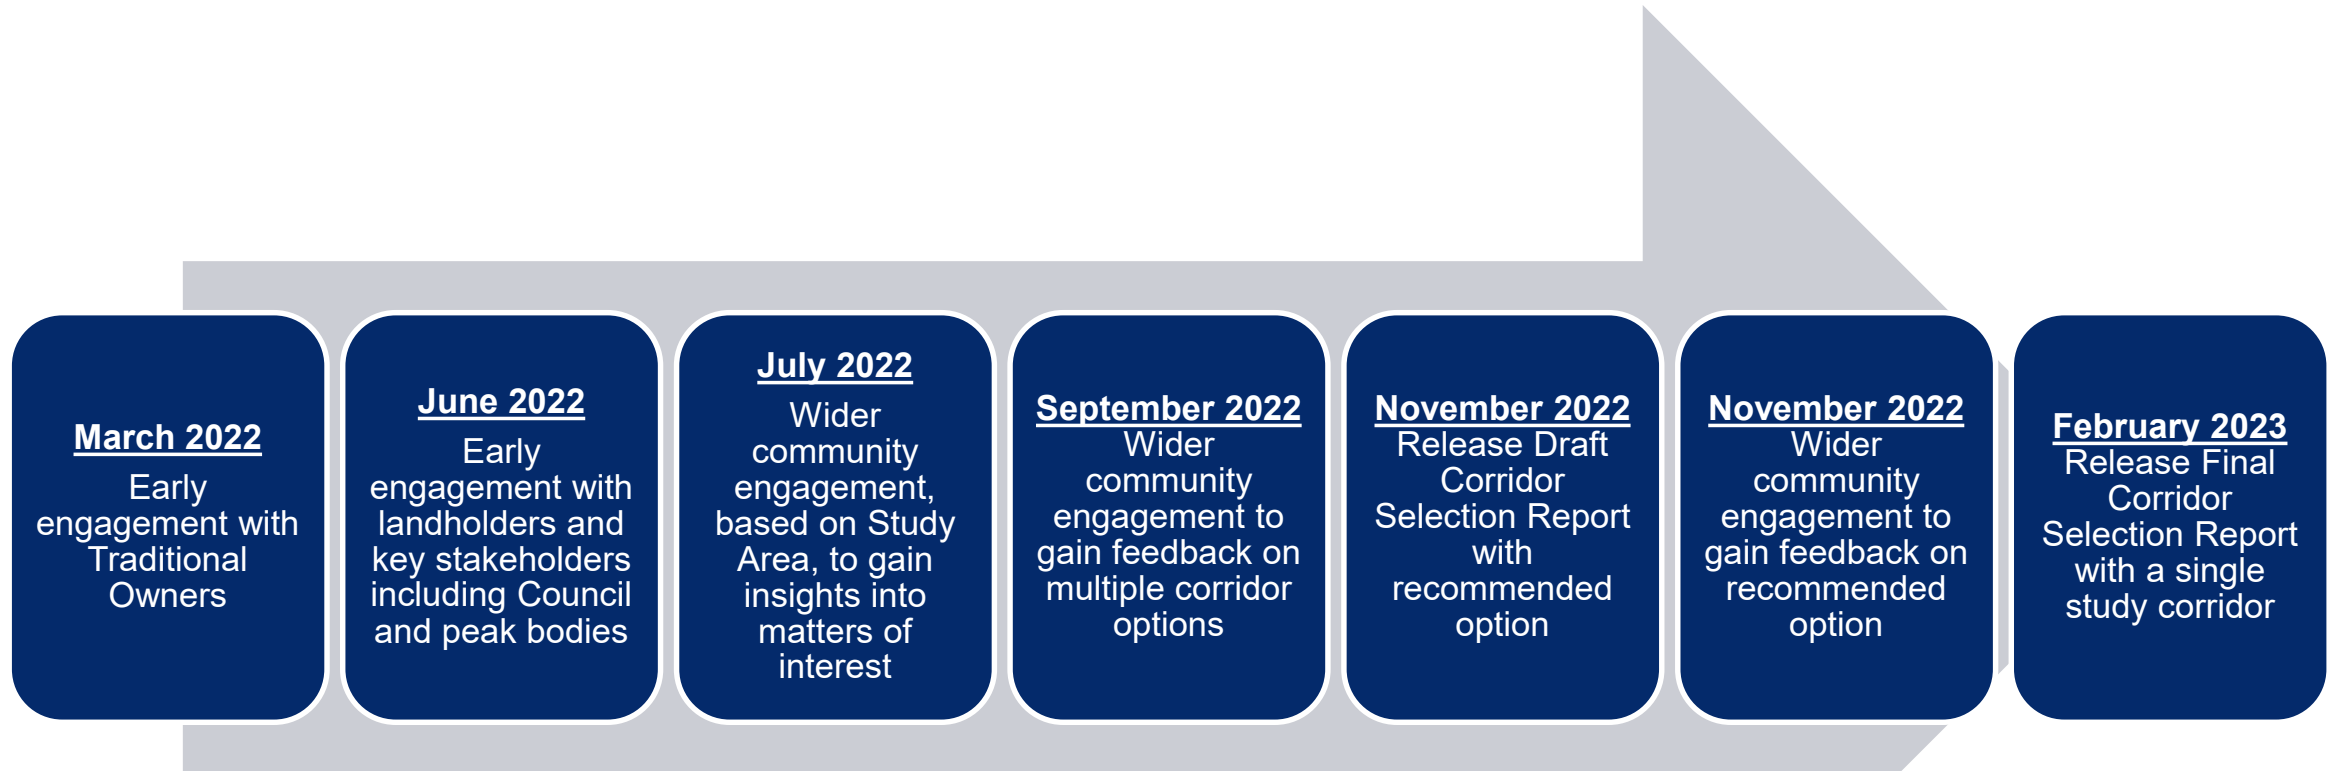 March 2022
Early
engagement with
Traditional
Owners
June 2022
Early
engagement with
landholders and
key stakeholders
including Council
and peak bodies
July 2022
Wider
community
engagement,
based on Study
Area, to gain
insights into
matters of
interest
September 2022
Wider
community
engagement to
gain feedback on
multiple corridor
options
November 2022
Release Draft
Corridor
Selection Report
with
recommended
option
November 2022
Wider
community
engagement to
gain feedback on
recommended
option
February 2023
Release Final
Corridor
Selection Report
with a single
study corridor